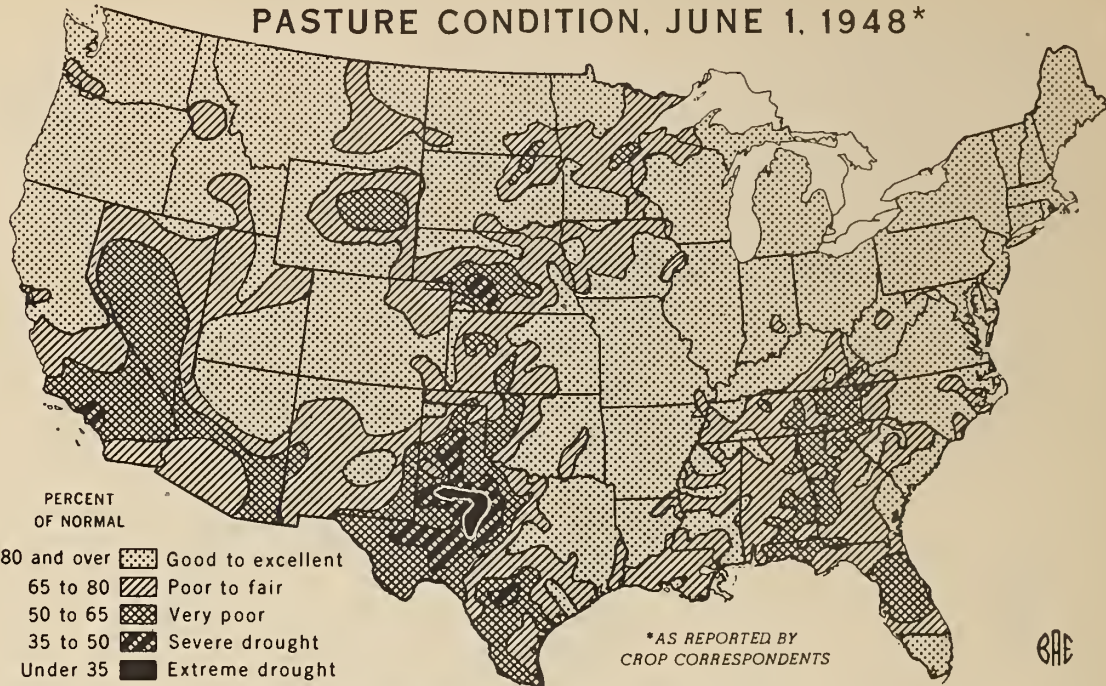 PASTURE CONDITION, JUNE 1, 1948*
PERCENT
OF NORMAL
80 and over Good to excellent
65 to 80 Poor to fair
50 to 65 Very poor
35 to 50 Severe drought
Under 35 Extreme drought
*AS REPORTED BY
CROP CORRESPONDENTS
BAE